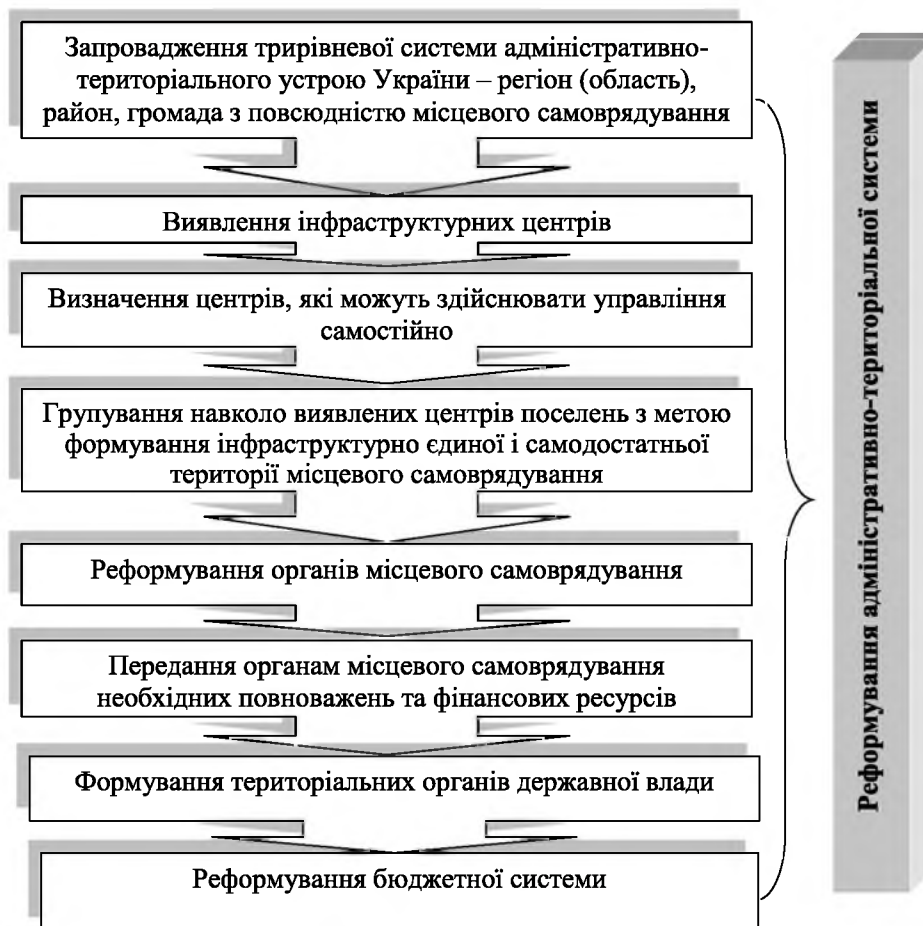 Запровадження трирівневої системи адміністративно-
територіального устрою України – регіон (область),
район, громада з повсюдністю місцевого самоврядування
Виявлення інфраструктурних центрів
Визначення центрів, які можуть здійснювати управління
самостійно
Групування навколо виявлених центрів поселень з метою
формування інфраструктурно єдиної і самодостатньої
території місцевого самоврядування
Реформування органів місцевого самоврядування
Передання органам місцевого самоврядування
необхідних повноважень та фінансових ресурсів
Формування територіальних органів державної влади
Реформування бюджетної системи
Реформування адміністративно-територіальної системи